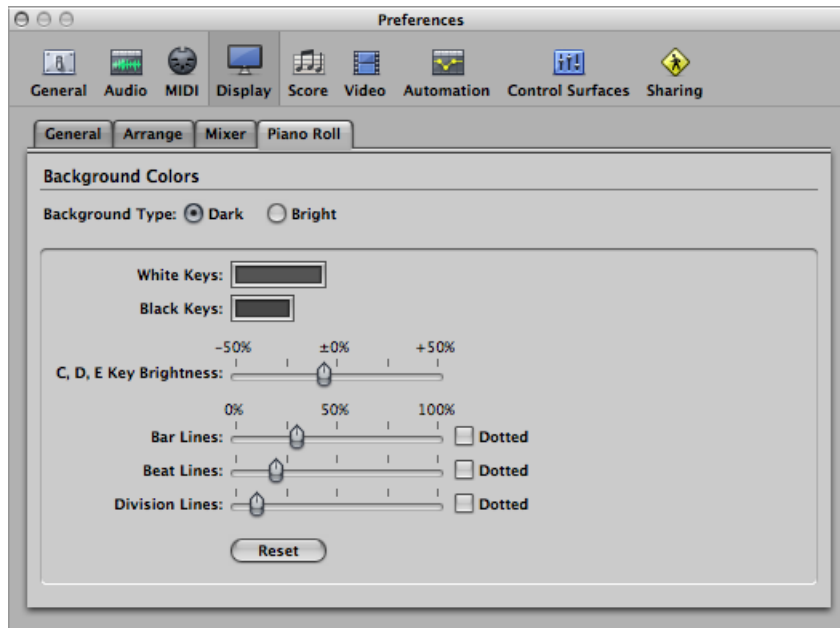 Preferences
General Audio MIDI Display Score Video Automation Control Surfaces Sharing
General Arrange Mixer Piano Roll
Background Colors
Background Type: Dark Bright
White Keys:
Black Keys:
-50% ±0% +50%
C, D, E Key Brightness:
0% 50% 100%
Bar Lines: Dotted
Beat Lines: Dotted
Division Lines: Dotted
Reset